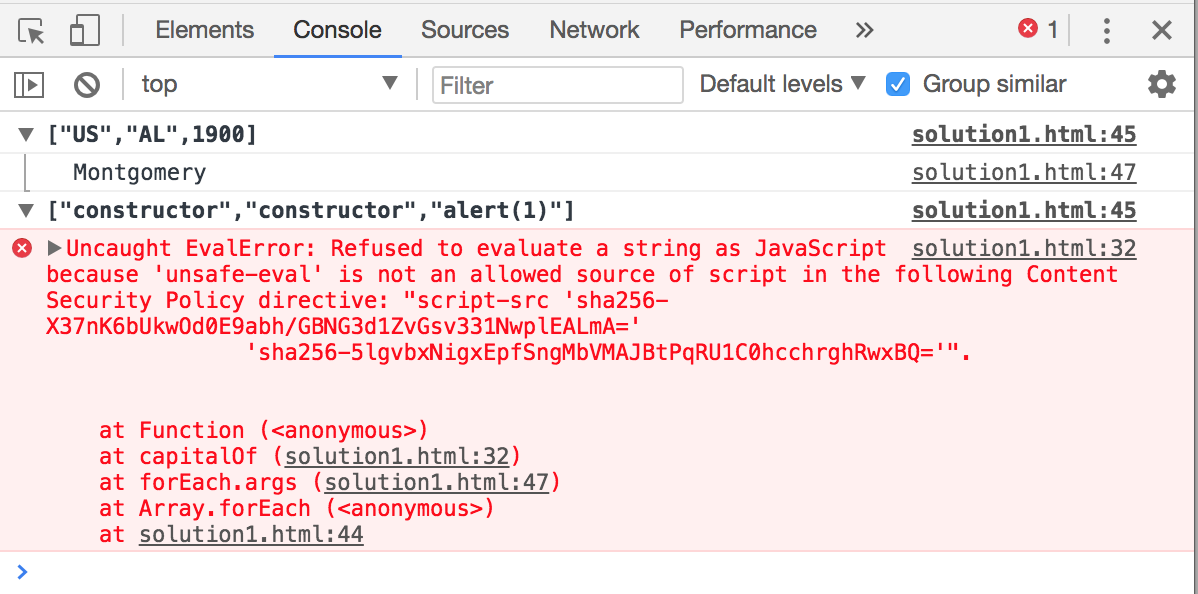 Elements Console Sources Network Performance » 1
top Filter Default levels Group similar
["US","AL",1900] solution1.html:45
Montgomery solution1.html:47
["constructor","constructor","alert(1)"] solution1.html:45
Uncaught EvalError: Refused to evaluate a string as JavaScript solution1.html:32
because 'unsafe-eval' is not an allowed source of script in the following Content
Security Policy directive: "script-src 'sha256-
X37nK6bUkwOd0E9abh/GBNG3d1ZvGsv331NwplEALmA='
'sha256-5lgvbxNigxEpfSngMbVMAJBtPqRU1C0hcchrghRwxBQ='".
at Function (<anonymous>)
at capitalOf (solution1.html:32)
at forEach.args (solution1.html:47)
at Array.forEach (<anonymous>)
at solution1.html:44